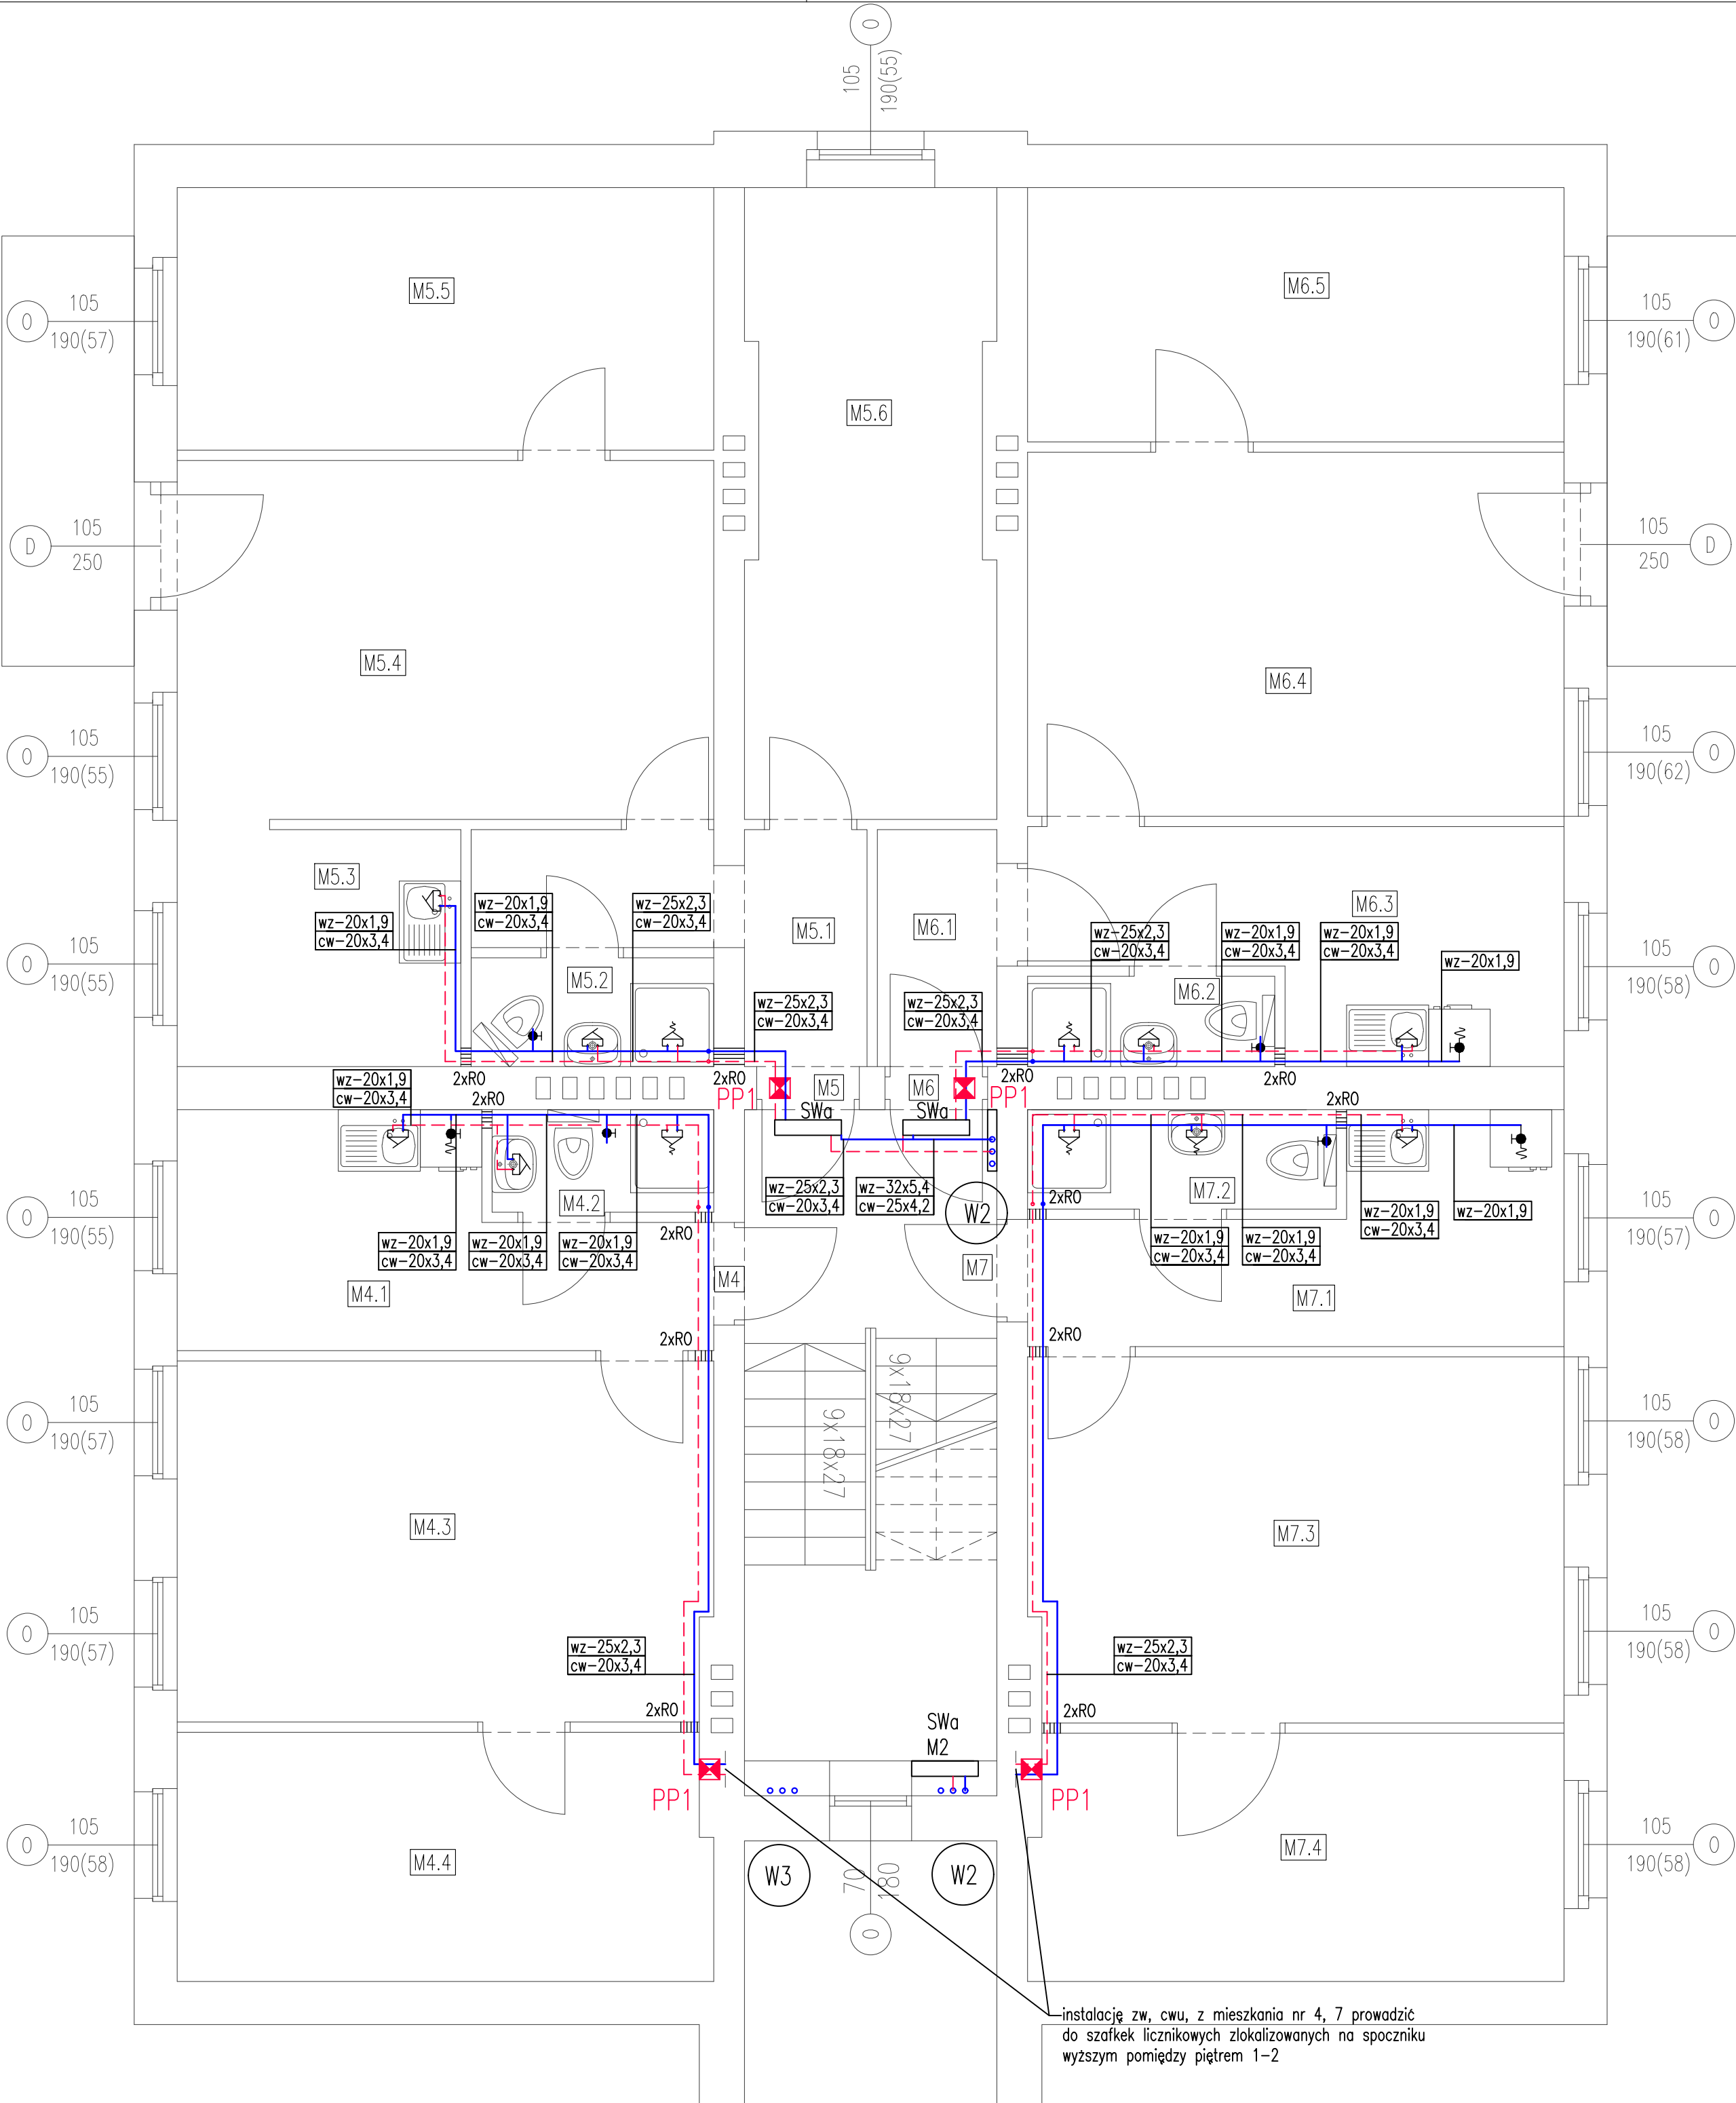 O
105
190(55)
M5.5
M6.5
O
105
190(57)
105
190(61)
O
M5.6
D
105
250
105
250
D
M5.4
M6.4
O
105
190(55)
105
190(62)
O
M5.3
wz-20x1,9
cw-20x3,4
wz-20x1,9
cw-20x3,4
wz-25x2,3
cw-20x3,4
M5.1
M6.1
M6.3
wz-25x2,3
cw-20x3,4
wz-20x1,9
cw-20x3,4
wz-20x1,9
cw-20x3,4
wz-20x1,9
O
105
190(55)
105
190(58)
O
M5.2
M6.2
wz-25x2,3
cw-20x3,4
wz-25x2,3
cw-20x3,4
2xRO
2xRO
2xRO
2xRO
wz-20x1,9
cw-20x3,4
2xRO
PP1
M5
M6
PP1
2xRO
SWa
SWa
wz-25x2,3
cw-20x3,4
wz-32x5,4
cw-25x4,2
W2
M4.2
M7.2
2xRO
2xRO
O
105
190(55)
105
190(57)
O
wz-20x1,9
cw-20x3,4
wz-20x1,9
cw-20x3,4
wz-20x1,9
cw-20x3,4
wz-20x1,9
cw-20x3,4
wz-20x1,9
cw-20x3,4
wz-20x1,9
cw-20x3,4
wz-20x1,9
M4.1
M4
M7
M7.1
2xRO
2xRO
9x18x27
9x18x27
O
105
190(57)
105
190(58)
O
M4.3
M7.3
O
105
190(57)
105
190(58)
O
wz-25x2,3
cw-20x3,4
wz-25x2,3
cw-20x3,4
2xRO
2xRO
SWa
M2
PP1
PP1
O
105
190(58)
105
190(58)
O
M4.4
M7.4
W3
70
180
W2
O
instalację zw, cwu, z mieszkania nr 4, 7 prowadzić
do szafkek licznikowych zlokalizowanych na spoczniku
wyższym pomiędzy piętrem 1-2